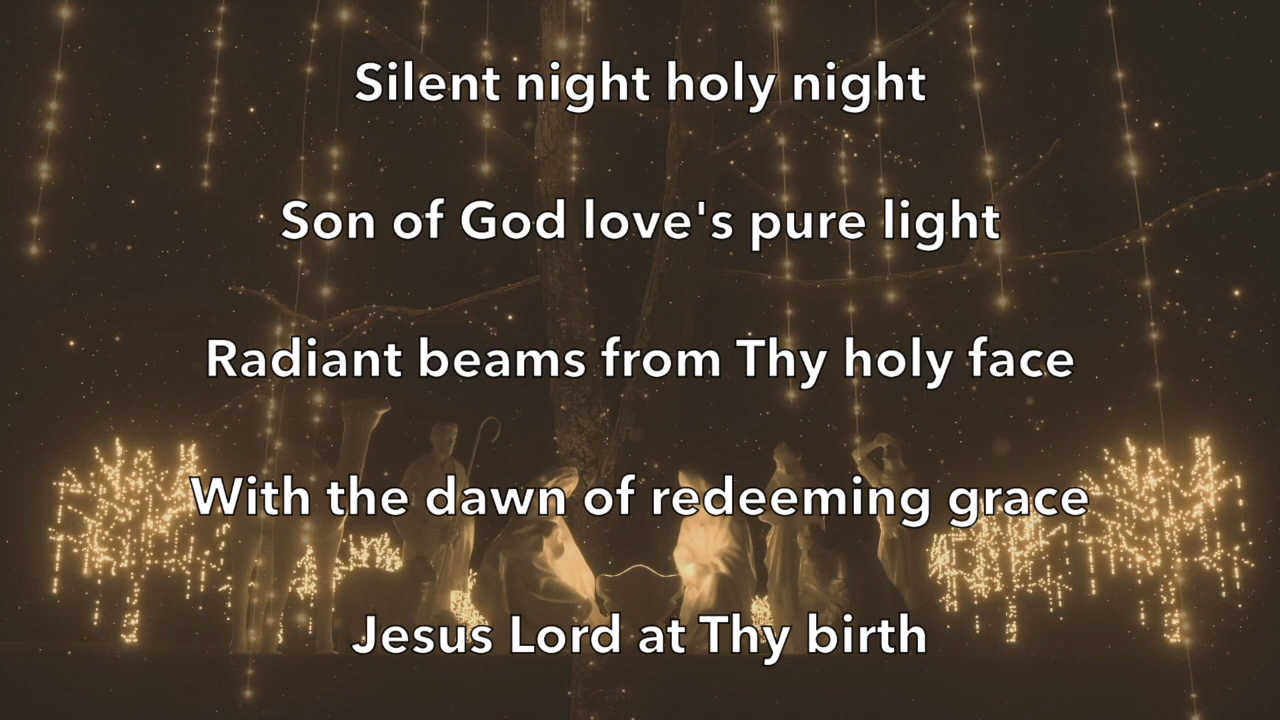 Silent night holy night
Son of God love's pure light
Radiant beams from Thy holy face
With the dawn of redeeming grace
Jesus Lord at Thy birth